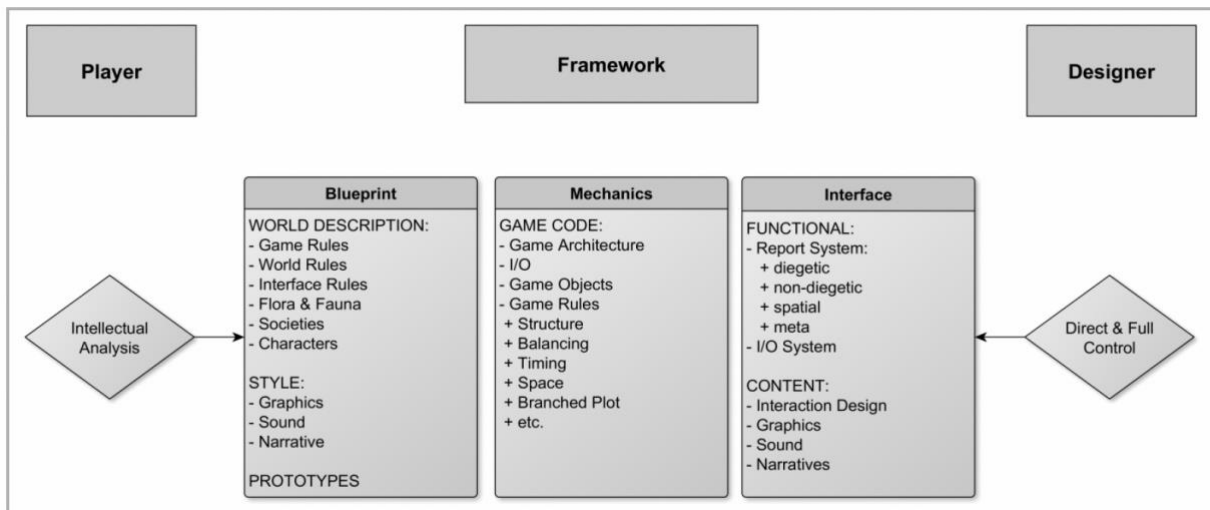 Player
Framework
Designer
Intellectual
Analysis
Blueprint
WORLD DESCRIPTION:
- Game Rules
- World Rules
- Interface Rules
- Flora & Fauna
- Societies
- Characters
STYLE:
- Graphics
- Sound
- Narrative
PROTOTYPES
Mechanics
GAME CODE:
- Game Architecture
- I/O
- Game Objects
- Game Rules
+ Structure
+ Balancing
+ Timing
+ Space
+ Branched Plot
+ etc.
Interface
FUNCTIONAL:
- Report System:
+ diegetic
+ non-diegetic
+ spatial
+ meta
- I/O System
CONTENT:
- Interaction Design
- Graphics
- Sound
- Narratives
Direct & Full
Control